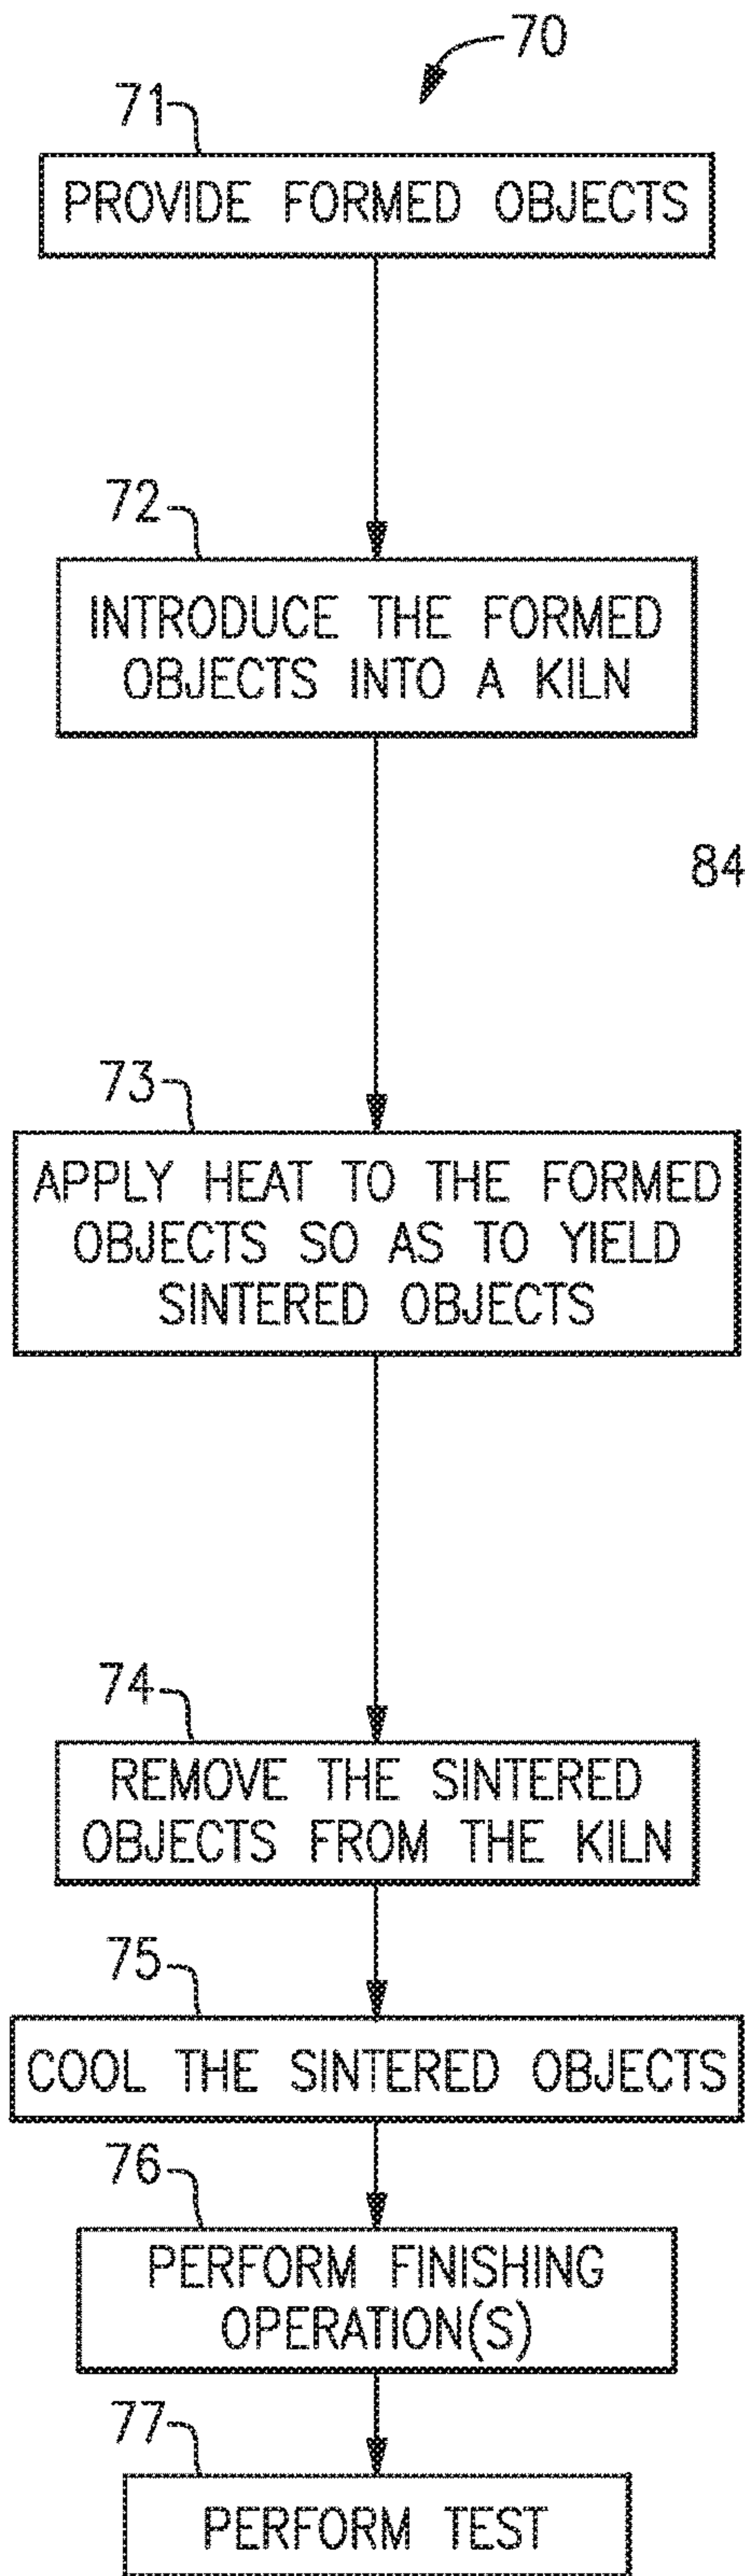 70
71
PROVIDE FORMED OBJECTS
72
INTRODUCE THE FORMED
OBJECTS INTO A KILN
84
73
APPLY HEAT TO THE FORMED
OBJECTS SO AS TO YIELD
SINTERED OBJECTS
74
REMOVE THE SINTERED
OBJECTS FROM THE KILN
75
COOL THE SINTERED OBJECTS
76
PERFORM FINISHING
OPERATION(S)
77
PERFORM TEST